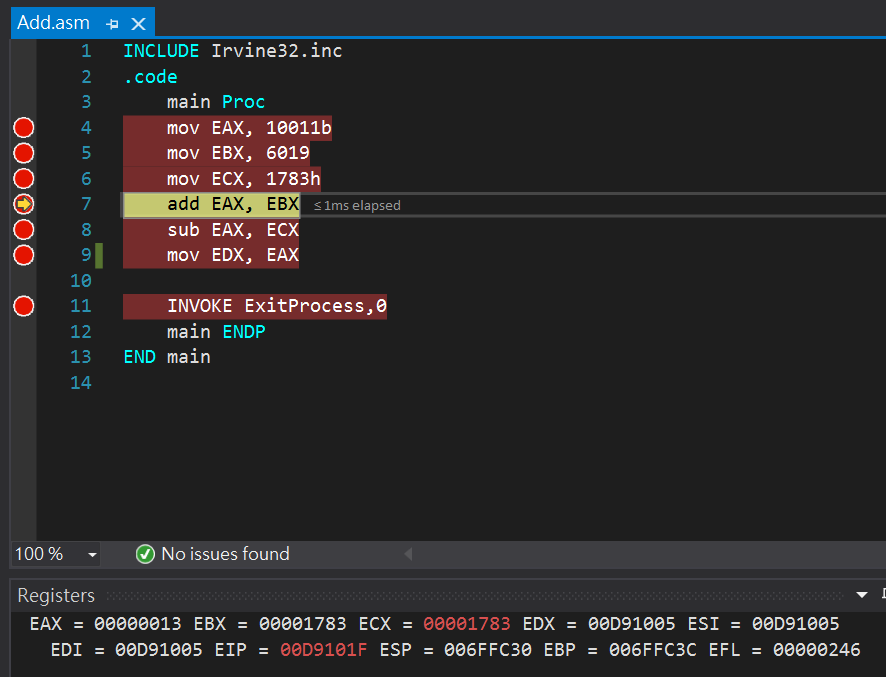 Add.asm
1 INCLUDE Irvine32.inc
2 .code
3 main Proc
4 mov EAX, 10011b
5 mov EBX, 6019
6 mov ECX, 1783h
7 add EAX, EBX ≤1ms elapsed
8 sub EAX, ECX
9 mov EDX, EAX
10
11 INVOKE ExitProcess,0
12 main ENDP
13 END main
14
100 % No issues found
Registers
EAX = 00000013 EBX = 00001783 ECX = 00001783 EDX = 00D91005 ESI = 00D91005
EDI = 00D91005 EIP = 00D9101F ESP = 006FFC30 EBP = 006FFC3C EFL = 00000246